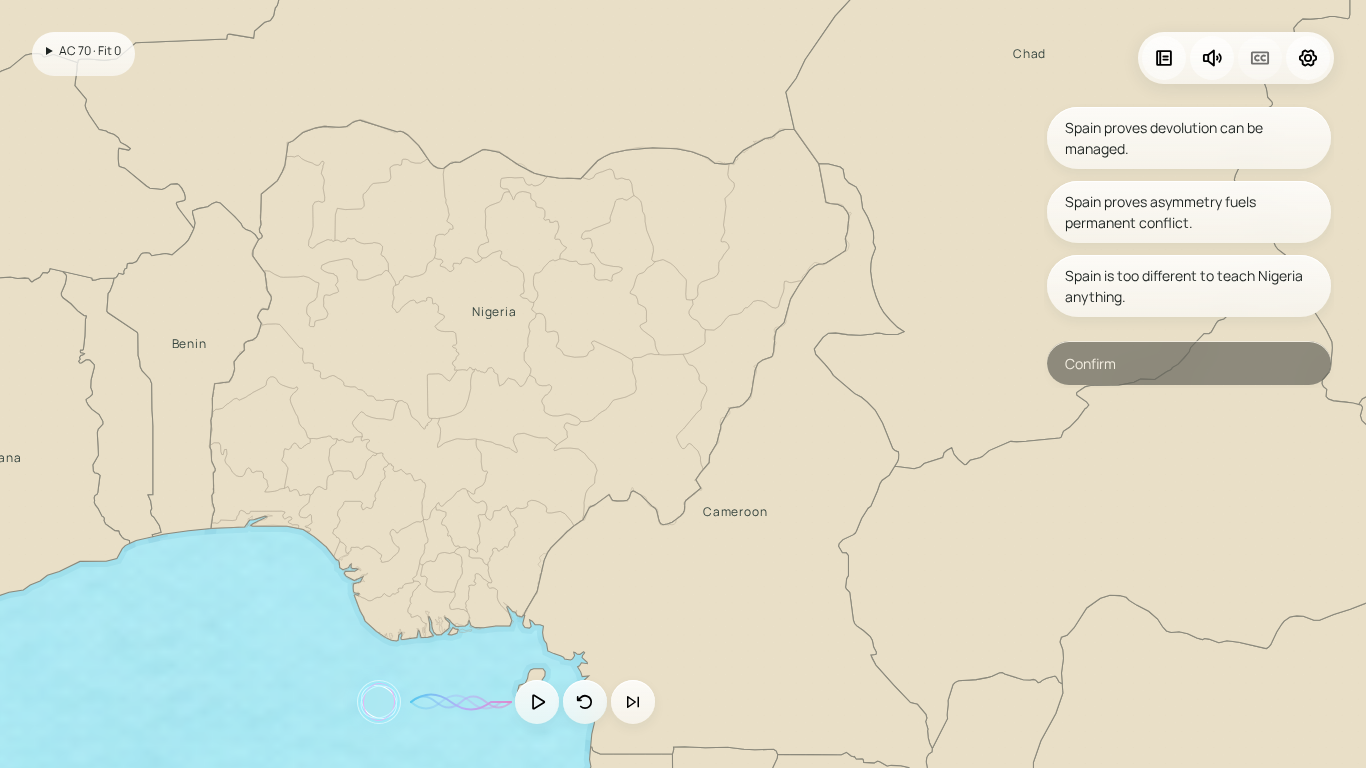 AC 70 · Fit 0
Chad
CC
Spain proves devolution can be
managed.
Spain proves asymmetry fuels
permanent conflict.
Spain is too different to teach Nigeria
anything.
Confirm
Nigeria
Benin
ana
Cameroon